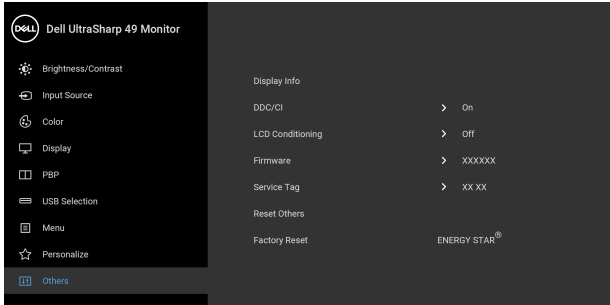 DELL Dell UltraSharp 49 Monitor
Brightness/Contrast
Input Source
Color
Display
PBP
USB Selection
Menu
Personalize
Others
Display Info
DDC/CI > On
LCD Conditioning > Off
Firmware > XXXXXX
Service Tag > XX XX
Reset Others
Factory Reset ENERGY STAR®